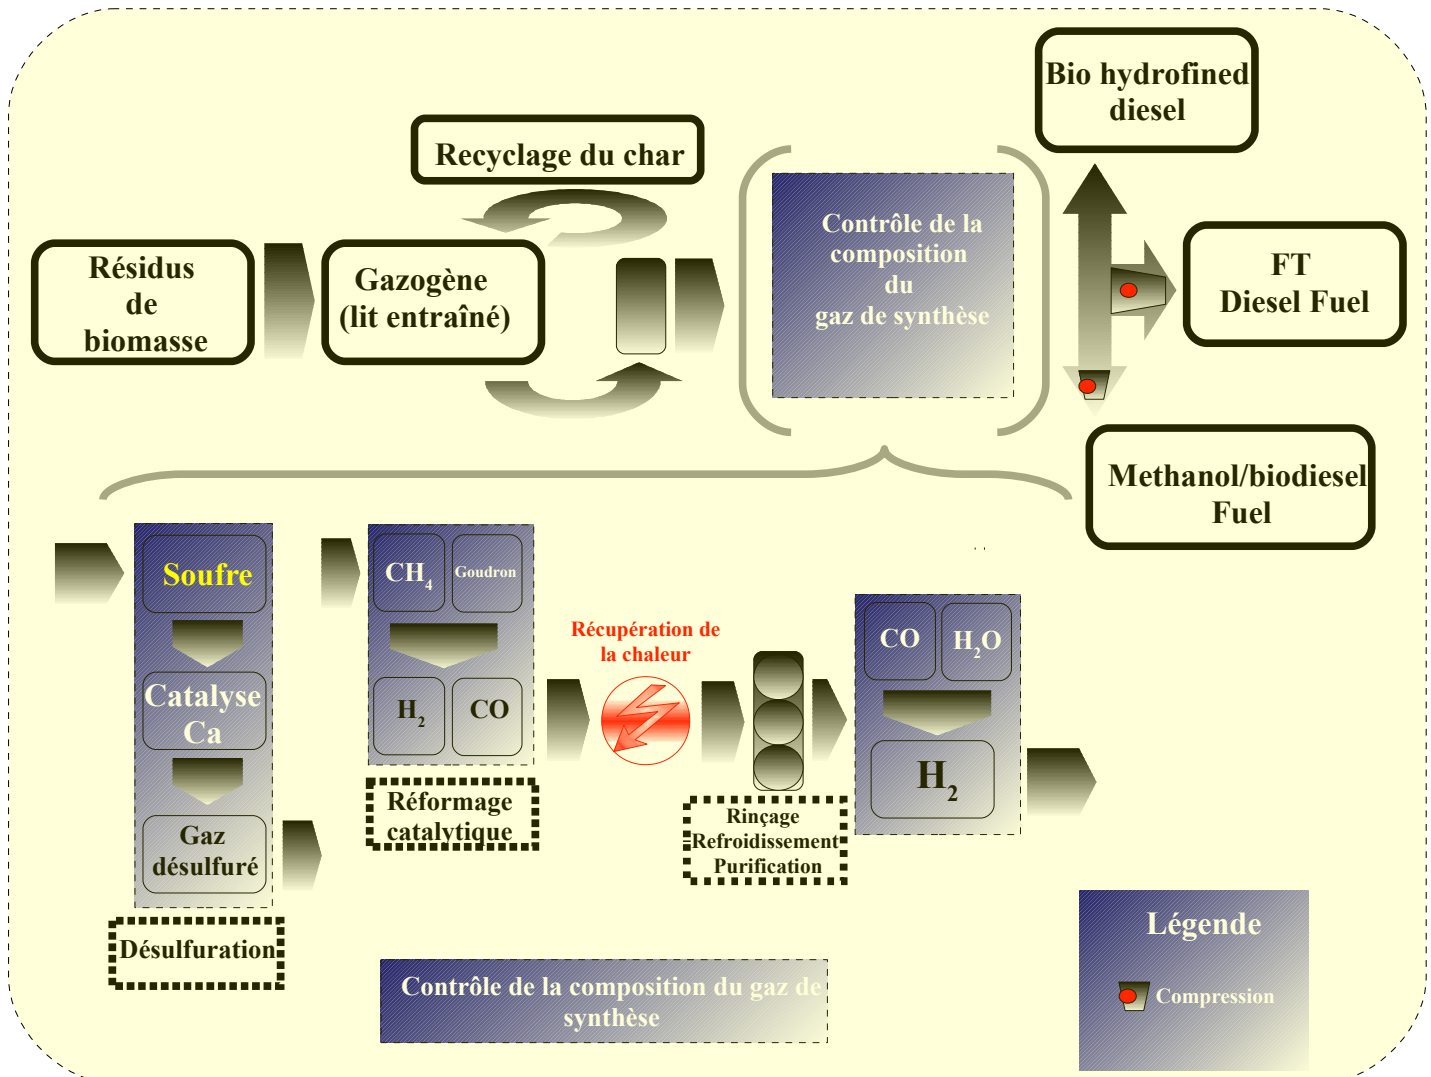 Bio hydrofined
diesel
Recyclage du char
Résidus
de
biomasse
Gazogène
(lit entraîné)
Contrôle de la
composition
du
gaz de synthèse
FT
Diesel Fuel
Methanol/biodiesel
Fuel
Soufre
Catalyse
Ca
Gaz
désulfuré
Désulfuration
CH₄
Goudron
H₂
CO
Réformage
catalytique
Récupération de
la chaleur
Rinçage
Refroidissement
Purification
CO
H₂O
H₂
Contrôle de la composition du gaz de
synthèse
Légende
Compression